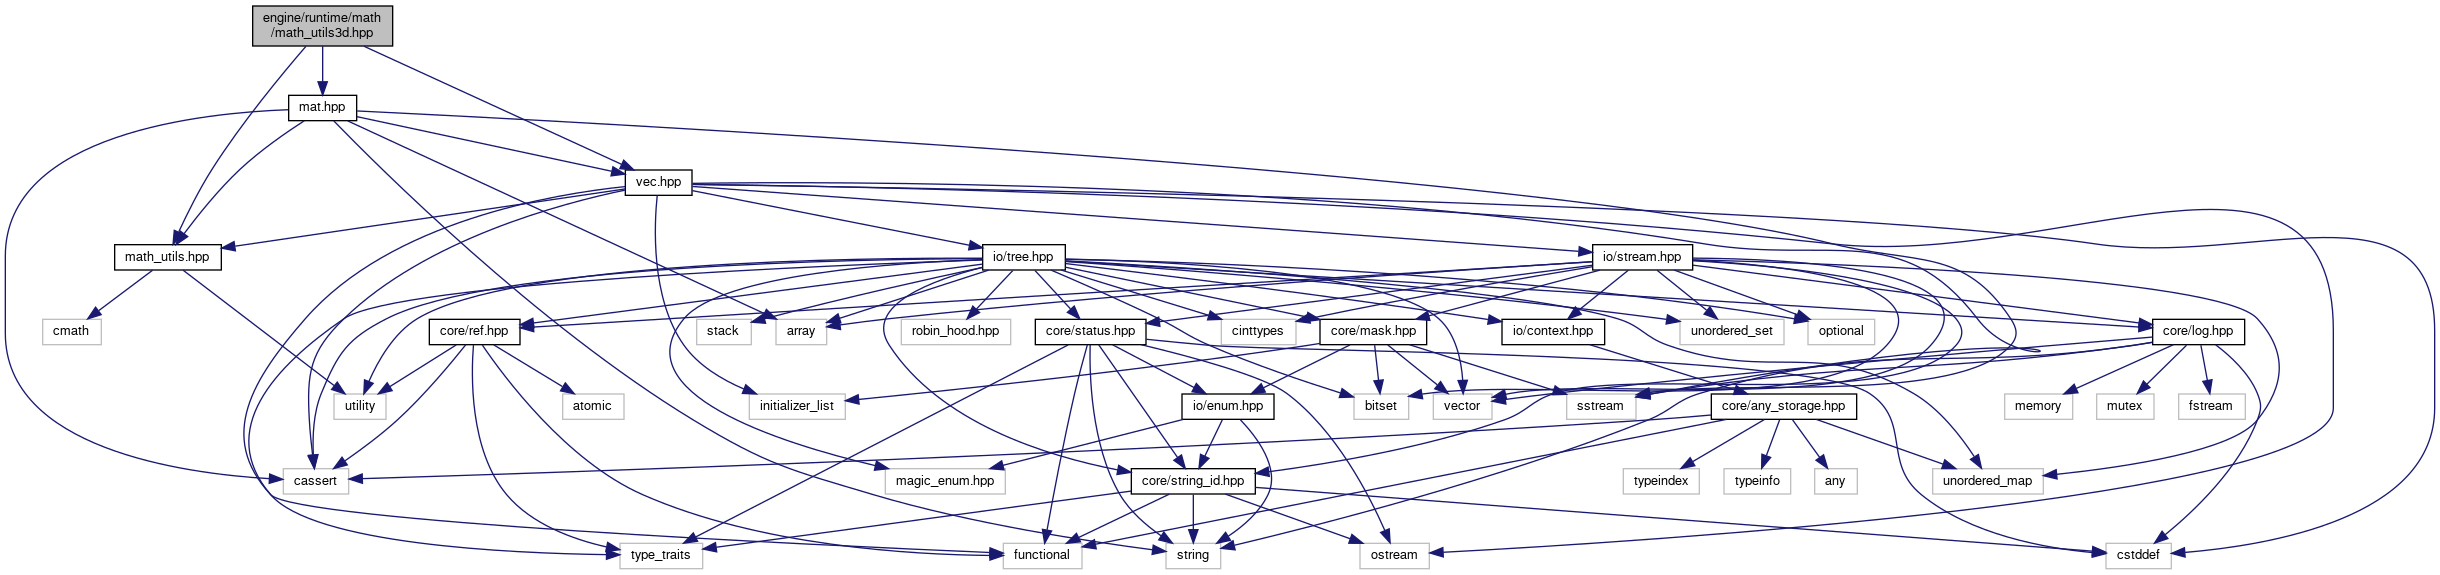 engine/runtime/math
/math_utils3d.hpp
mat.hpp
vec.hpp
math_utils.hpp
io/tree.hpp
io/stream.hpp
cmath
core/ref.hpp
stack
array
robin_hood.hpp
core/status.hpp
cinttypes
core/mask.hpp
io/context.hpp
unordered_set
optional
core/log.hpp
utility
atomic
initializer_list
io/enum.hpp
bitset
vector
sstream
core/any_storage.hpp
memory
mutex
fstream
cassert
magic_enum.hpp
core/string_id.hpp
typeindex
typeinfo
any
unordered_map
type_traits
functional
string
ostream
cstddef